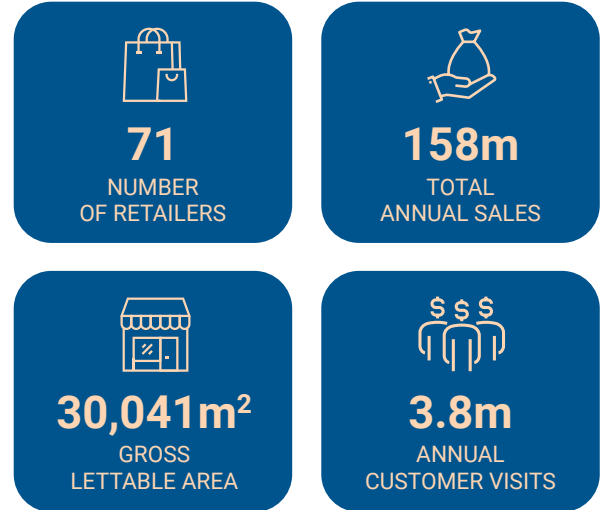 71
NUMBER
OF RETAILERS
158m
TOTAL
ANNUAL SALES
30,041m²
GROSS
LETTABLE AREA
$ $ $
3.8m
ANNUAL
CUSTOMER VISITS